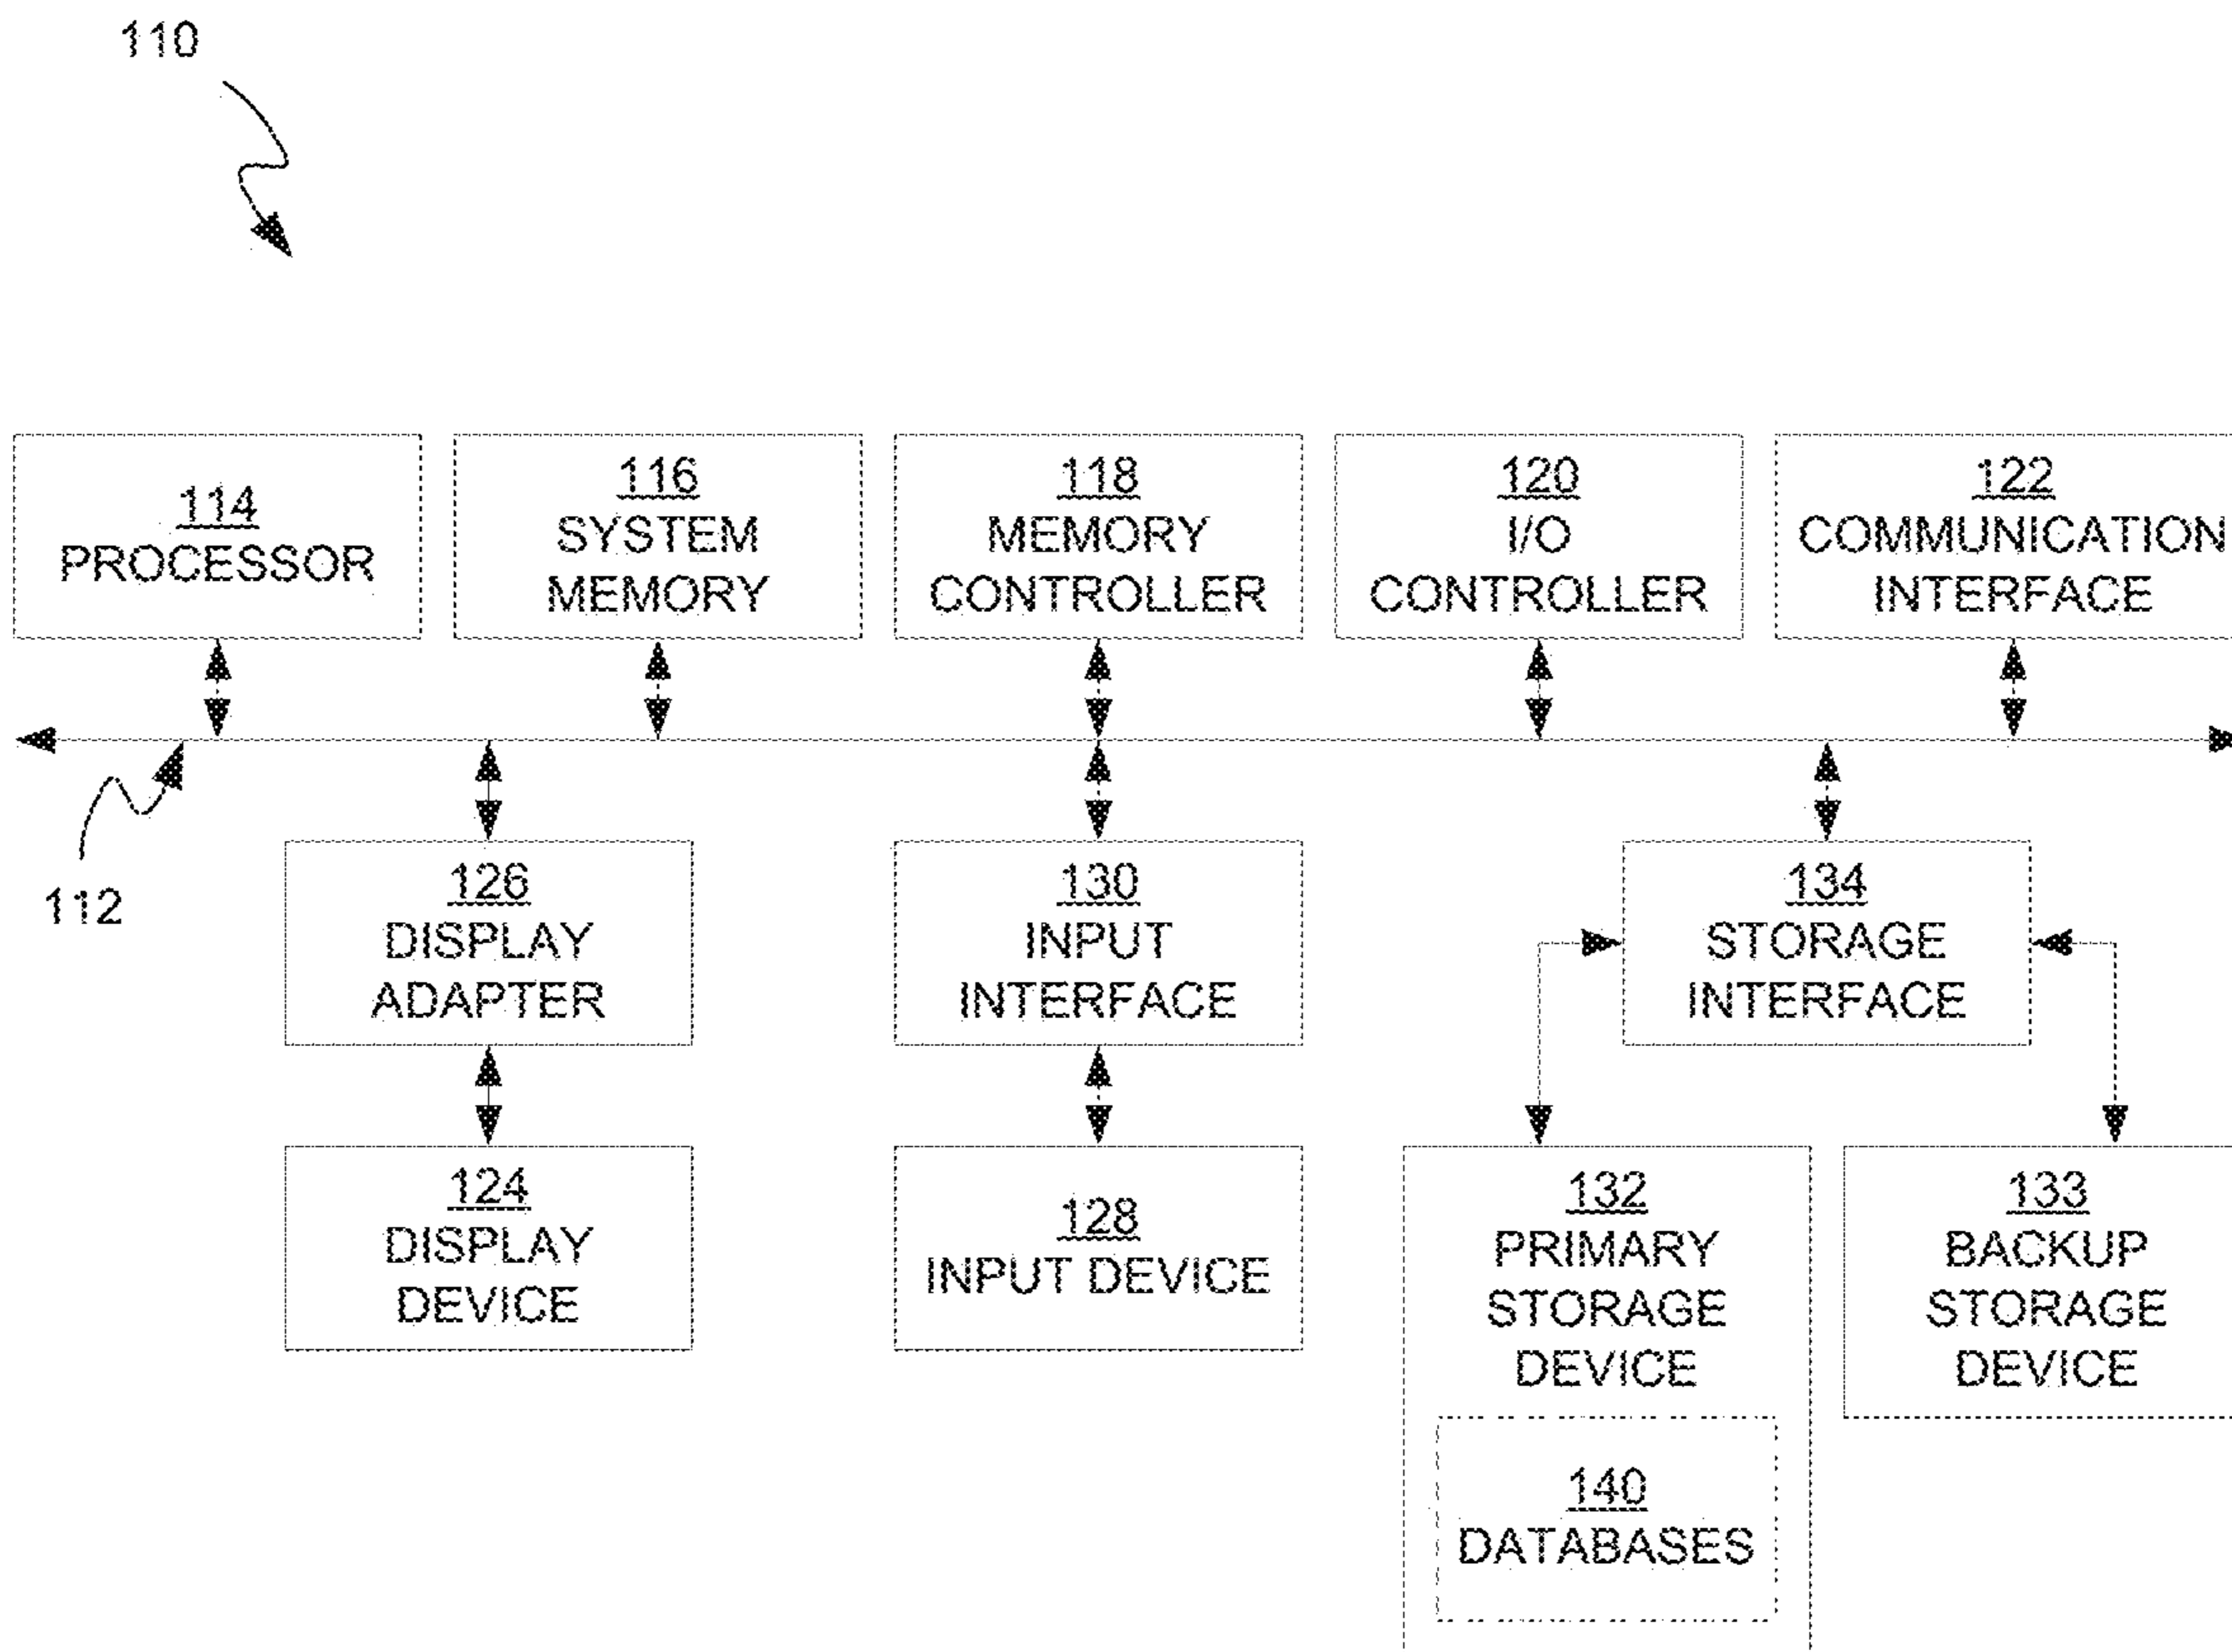 110
114
PROCESSOR
116
SYSTEM
MEMORY
118
MEMORY
CONTROLLER
120
I/O
CONTROLLER
122
COMMUNICATION
INTERFACE
112
126
DISPLAY
ADAPTER
130
INPUT
INTERFACE
134
STORAGE
INTERFACE
124
DISPLAY
DEVICE
128
INPUT DEVICE
132
PRIMARY
STORAGE
DEVICE
133
BACKUP
STORAGE
DEVICE
140
DATABASES